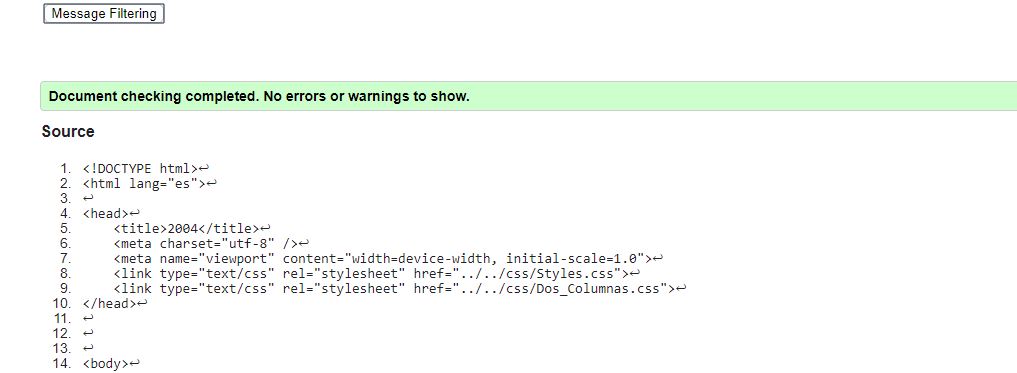 Message Filtering
Document checking completed. No errors or warnings to show.
Source
1. <!DOCTYPE html>↩
2. <html lang="es">↩
3. ↩
4. <head>↩
5.     <title>2004</title>↩
6.     <meta charset="utf-8" />↩
7.     <meta name="viewport" content="width=device-width, initial-scale=1.0">↩
8.     <link type="text/css" rel="stylesheet" href="../../css/Styles.css">↩
9.     <link type="text/css" rel="stylesheet" href="../../css/Dos_Columnas.css">↩
10. </head>↩
11. ↩
12. ↩
13. ↩
14. <body>↩